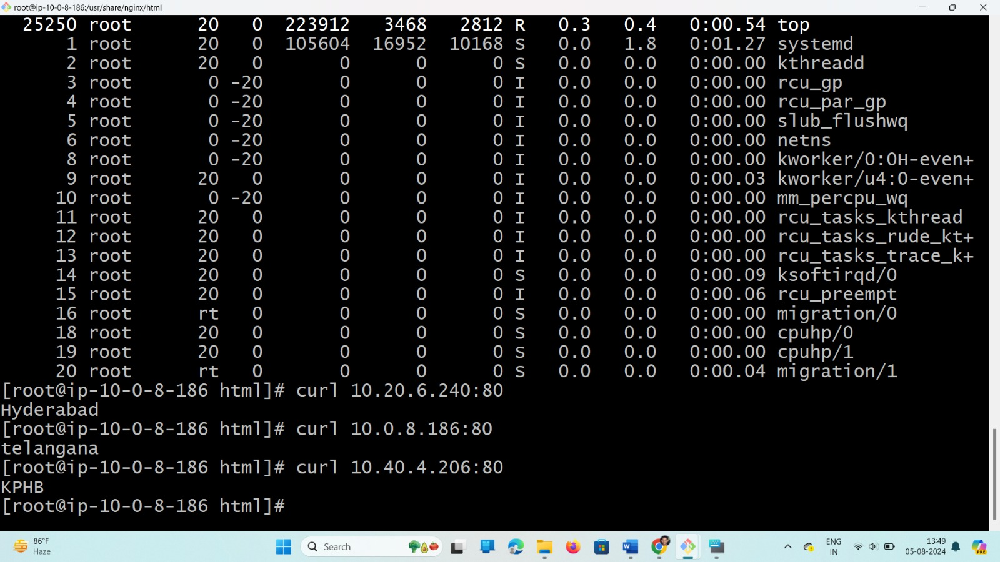 root@ip-10-0-8-186:/usr/share/nginx/html
25250 root 20 0 223912 3468 2812 R 0.3 0.4 0:00.54 top
1 root 20 0 105604 16952 10168 S 0.0 1.8 0:01.27 systemd
2 root 20 0 0 0 0 S 0.0 0.0 0:00.00 kthreadd
3 root 0 -20 0 0 0 I 0.0 0.0 0:00.00 rcu_gp
4 root 0 -20 0 0 0 I 0.0 0.0 0:00.00 rcu_par_gp
5 root 0 -20 0 0 0 I 0.0 0.0 0:00.00 slub_flushwq
6 root 0 -20 0 0 0 I 0.0 0.0 0:00.00 netns
8 root 0 -20 0 0 0 I 0.0 0.0 0:00.00 kworker/0:0H-even+
9 root 20 0 0 0 0 I 0.0 0.0 0:00.03 kworker/u4:0-even+
10 root 0 -20 0 0 0 I 0.0 0.0 0:00.00 mm_percpu_wq
11 root 20 0 0 0 0 I 0.0 0.0 0:00.00 rcu_tasks_kthread
12 root 20 0 0 0 0 I 0.0 0.0 0:00.00 rcu_tasks_rude_kt+
13 root 20 0 0 0 0 I 0.0 0.0 0:00.00 rcu_tasks_trace_k+
14 root 20 0 0 0 0 S 0.0 0.0 0:00.09 ksoftirqd/0
15 root 20 0 0 0 0 I 0.0 0.0 0:00.06 rcu_preempt
16 root rt 0 0 0 0 S 0.0 0.0 0:00.00 migration/0
18 root 20 0 0 0 0 S 0.0 0.0 0:00.00 cpuhp/0
19 root 20 0 0 0 0 S 0.0 0.0 0:00.00 cpuhp/1
20 root rt 0 0 0 0 S 0.0 0.0 0:00.04 migration/1
[root@ip-10-0-8-186 html]# curl 10.20.6.240:80
Hyderabad
[root@ip-10-0-8-186 html]# curl 10.0.8.186:80
telangana
[root@ip-10-0-8-186 html]# curl 10.40.4.206:80
KPHB
[root@ip-10-0-8-186 html]#
86°F
Haze
Search
ENG
IN
13:49
05-08-2024
PRE